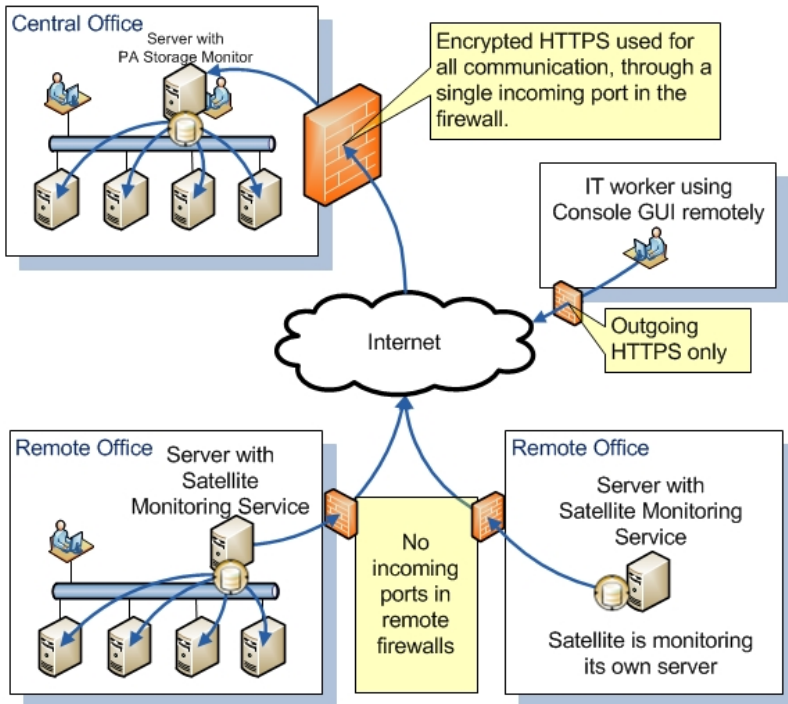 Central Office
Server with
PA Storage Monitor
Encrypted HTTPS used for
all communication, through a
single incoming port in the
firewall.
IT worker using
Console GUI remotely
Outgoing
HTTPS only
Internet
Remote Office
Server with
Satellite
Monitoring Service
No
incoming
ports in
remote
firewalls
Remote Office
Server with
Satellite Monitoring
Service
Satellite is monitoring
its own server